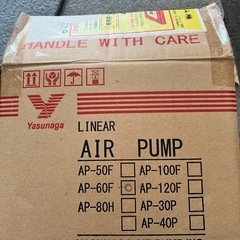 HANDLE WITH CARE
Yasunaga
LINEAR
AIR PUMP
AP-50F AP-100F
AP-60F AP-120F
AP-80H AP-30P
AP-40P